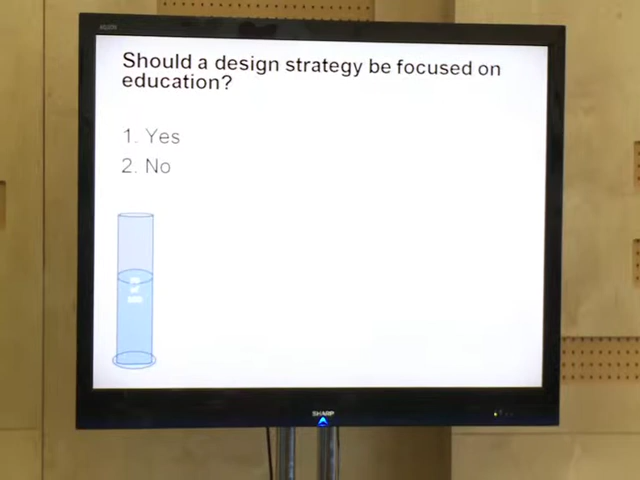 Should a design strategy be focused on
education?
1. Yes
2. No
SHARP